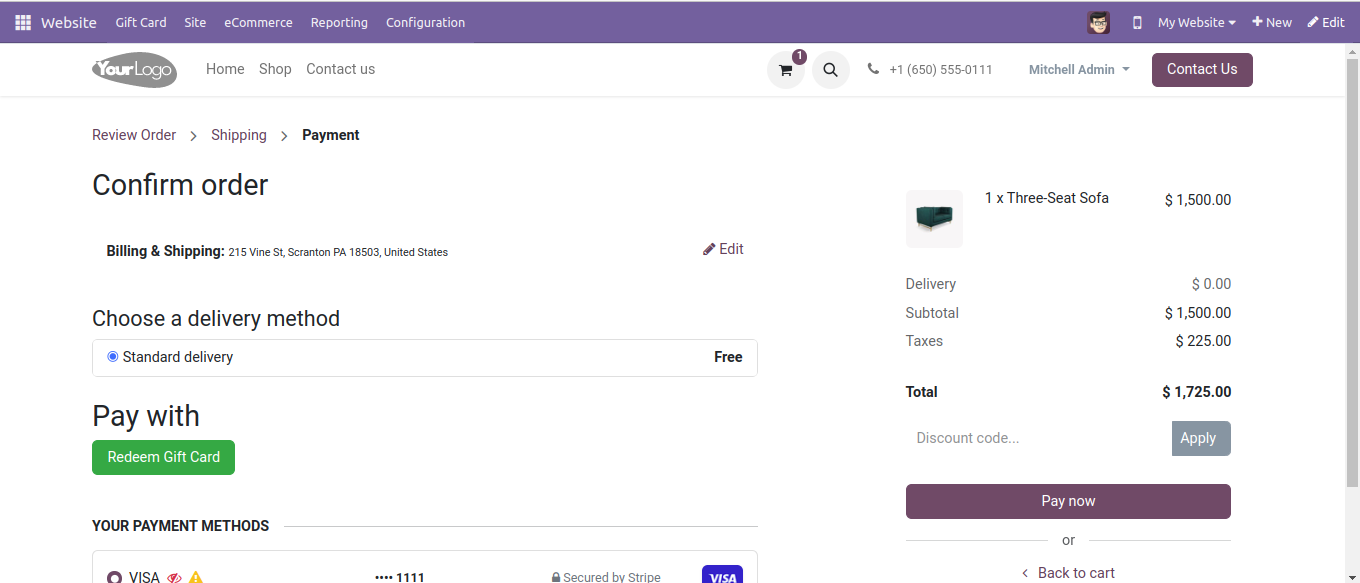 Website Gift Card Site eCommerce Reporting Configuration My Website New Edit
YourLogo Home Shop Contact us 1 +1 (650) 555-0111 Mitchell Admin Contact Us
Review Order > Shipping > Payment
Confirm order
Billing & Shipping: 215 Vine St, Scranton PA 18503, United States Edit
Choose a delivery method
Standard delivery Free
Pay with
Redeem Gift Card
YOUR PAYMENT METHODS
VISA •••• 1111 Secured by Stripe VISA
1 x Three-Seat Sofa $ 1,500.00
Delivery $ 0.00
Subtotal $ 1,500.00
Taxes $ 225.00
Total $ 1,725.00
Discount code... Apply
Pay now
or
< Back to cart